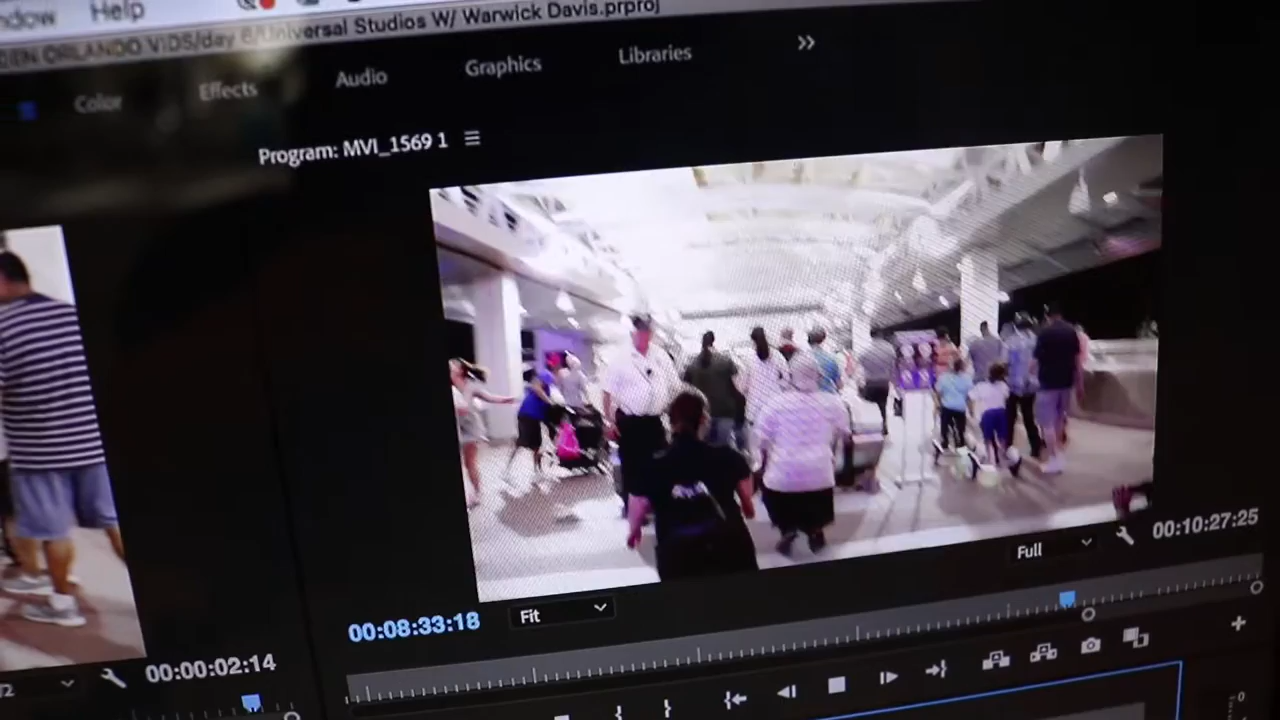 Help
ORLANDO VIDS/day 6/Universal Studios W/ Warwick Davis.prproj
Color
Effects
Audio
Graphics
Libraries
Program: MVI_1569 1
Full
00:10:27:25
Fit
00:08:33:18
00:00:02:14